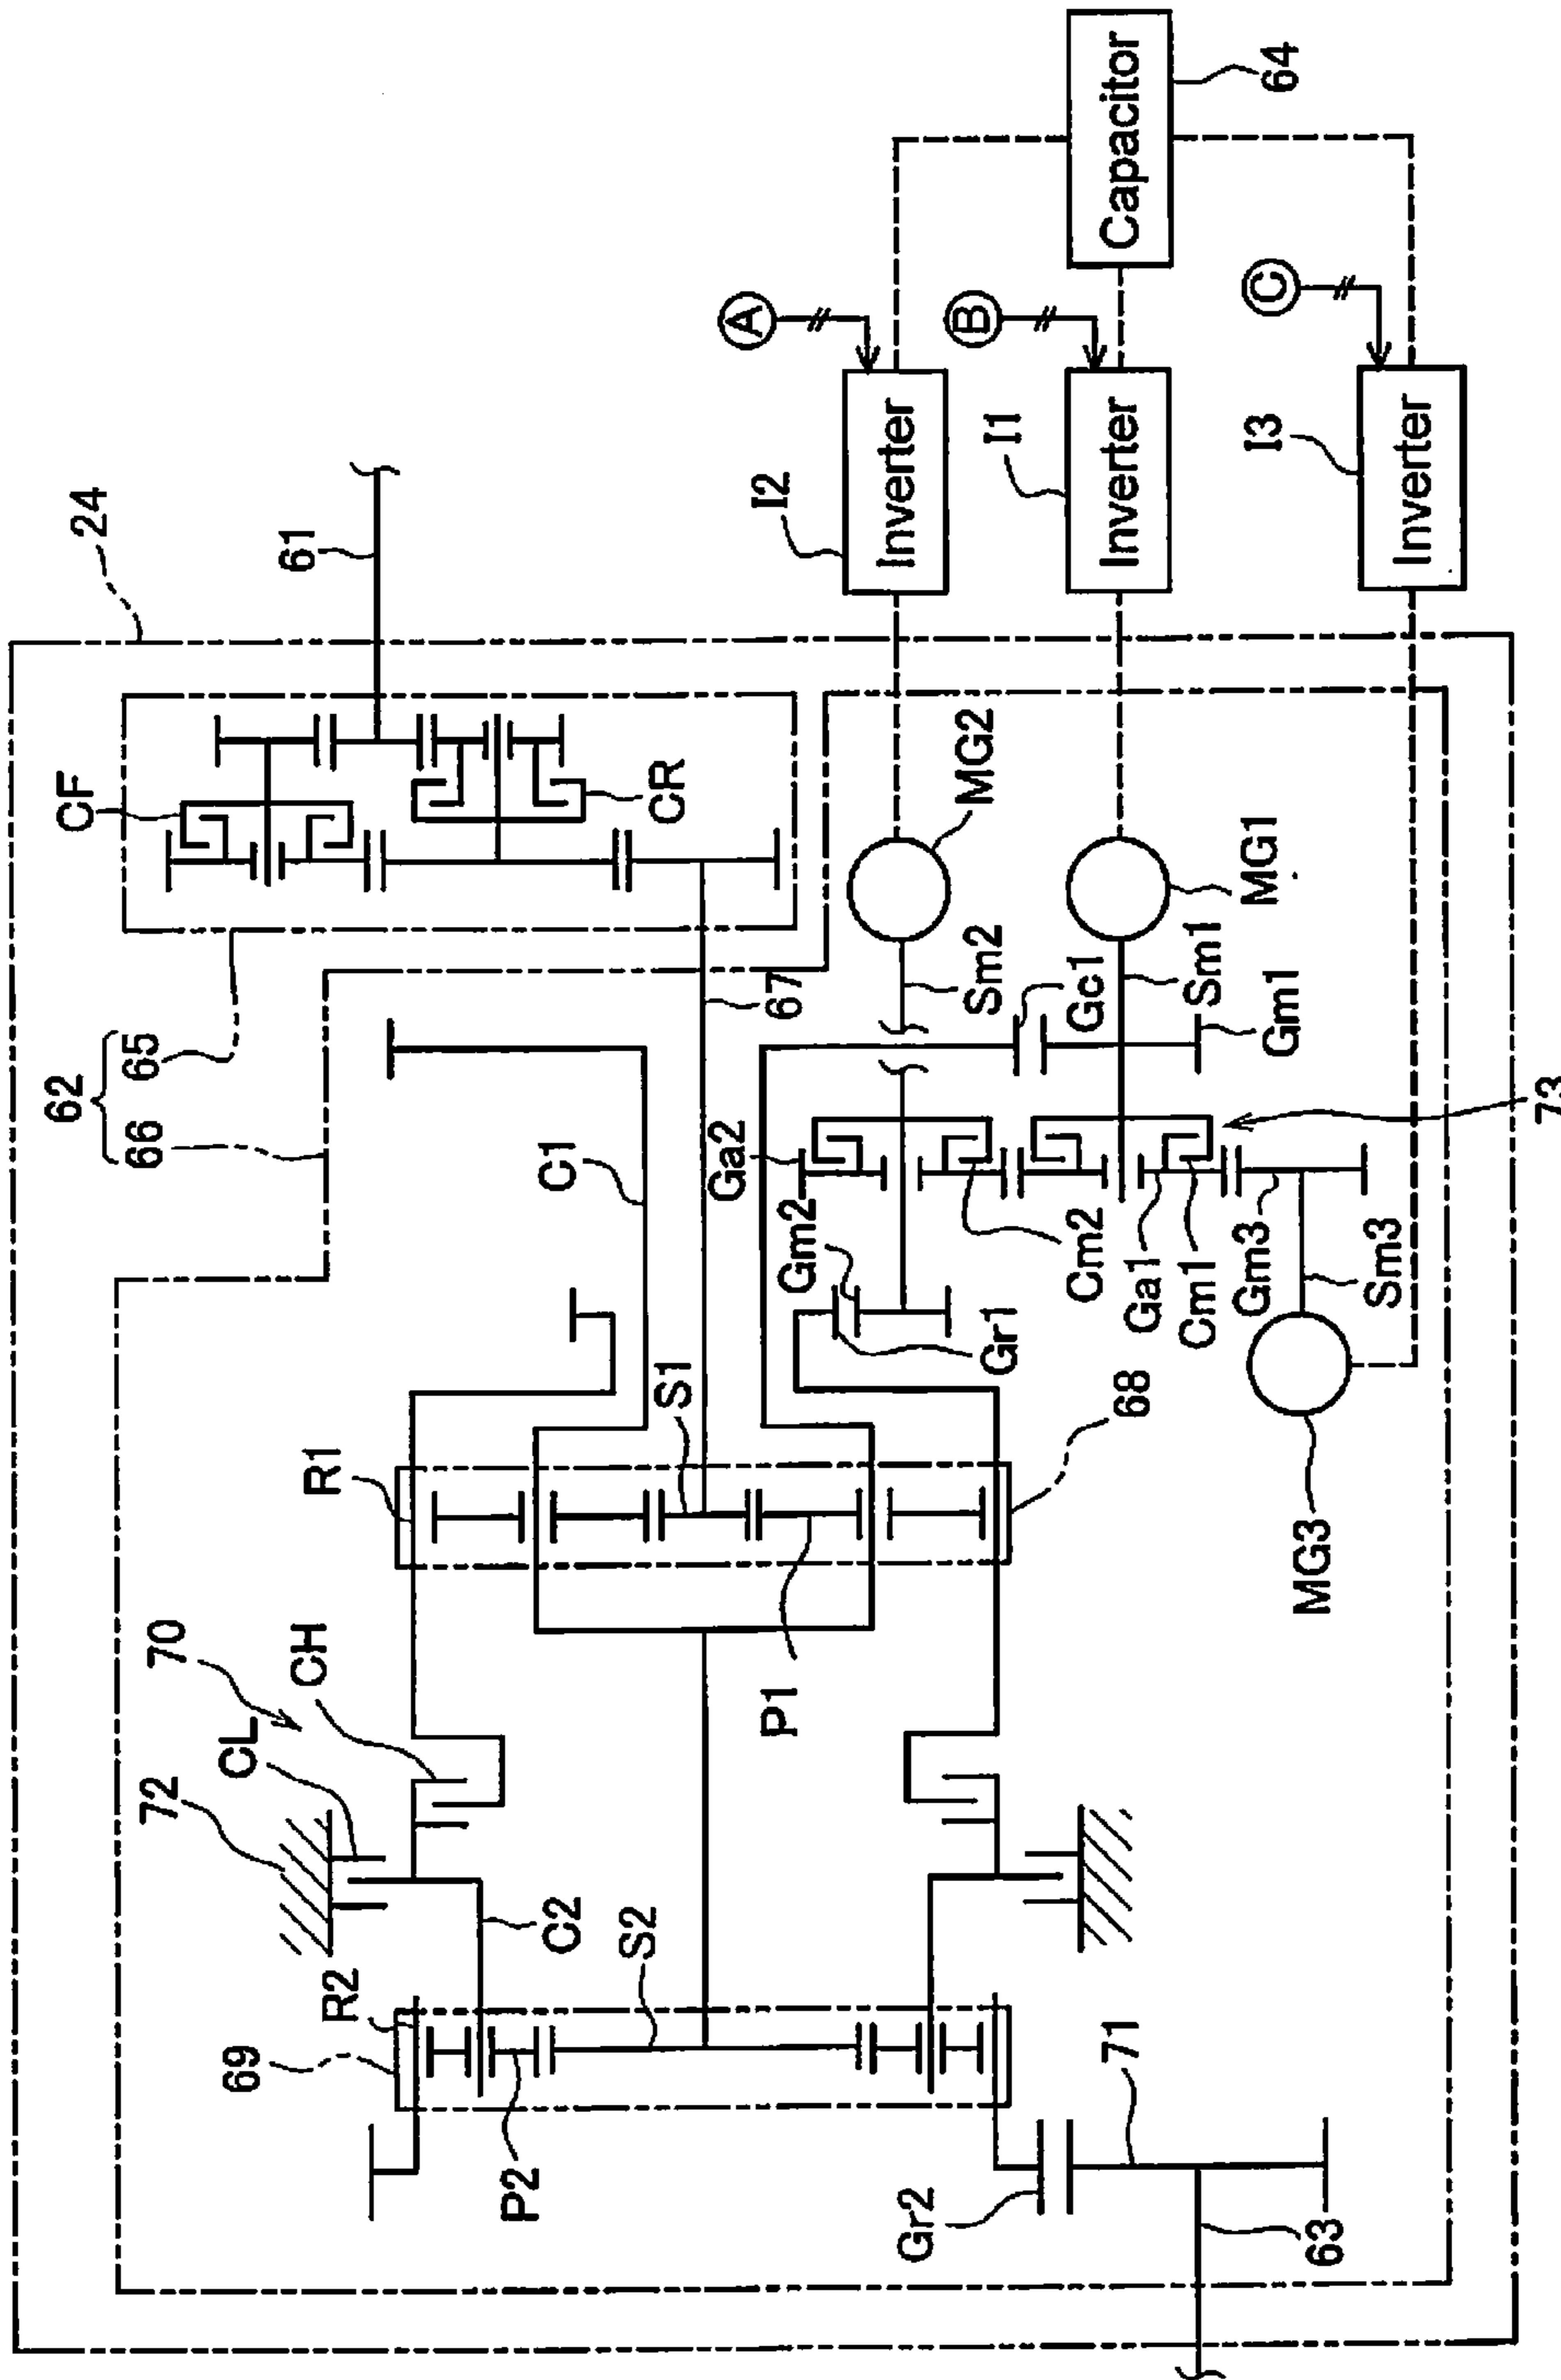 24
61
62
65
66
CF
CR
67
C1
S1
R1
68
P1
70
CH
CL
72
C2
R2
S2
69
P2
Gr2
71
63
Ga2
Gm2
Gr1
Cm2
Ga1
Cm1
Gm3
Sm3
MG3
73
Gm1
Sm1
Gc1
Sm2
MG2
MG1
A
B
C
I2
Inverter
I1
Inverter
I3
Inverter
Capacitor
64